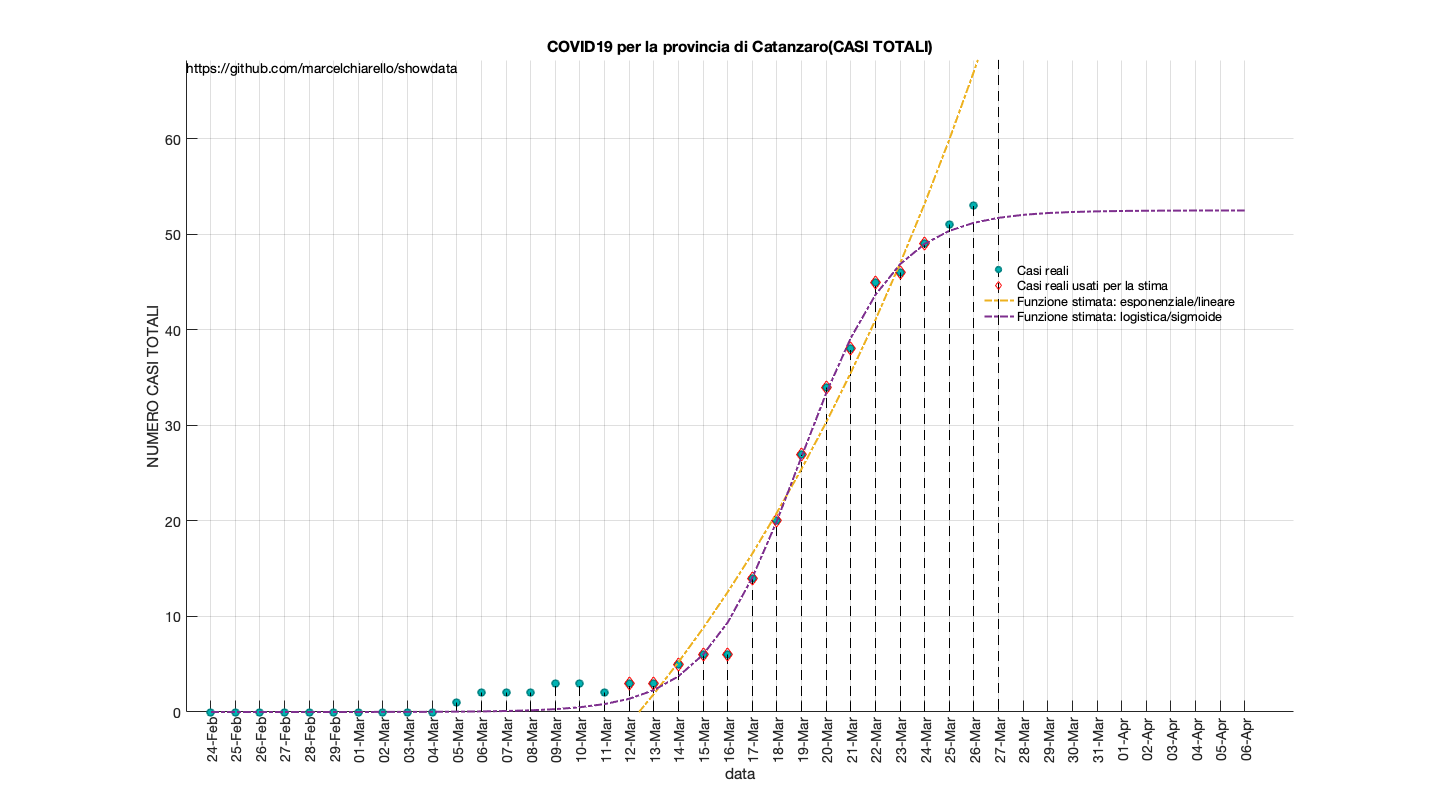 COVID19 per la provincia di Catanzaro(CASI TOTALI)
https://github.com/marcelchiarello/showdata
NUMERO CASI TOTALI
60
50
40
30
20
10
0
Casi reali
Casi reali usati per la stima
Funzione stimata: esponenziale/lineare
Funzione stimata: logistica/sigmoide
24-Feb
25-Feb
26-Feb
27-Feb
28-Feb
29-Feb
01-Mar
02-Mar
03-Mar
04-Mar
05-Mar
06-Mar
07-Mar
08-Mar
09-Mar
10-Mar
11-Mar
12-Mar
13-Mar
14-Mar
15-Mar
16-Mar
17-Mar
18-Mar
19-Mar
20-Mar
21-Mar
22-Mar
23-Mar
24-Mar
25-Mar
26-Mar
27-Mar
28-Mar
29-Mar
30-Mar
31-Mar
01-Apr
02-Apr
03-Apr
04-Apr
05-Apr
06-Apr
data